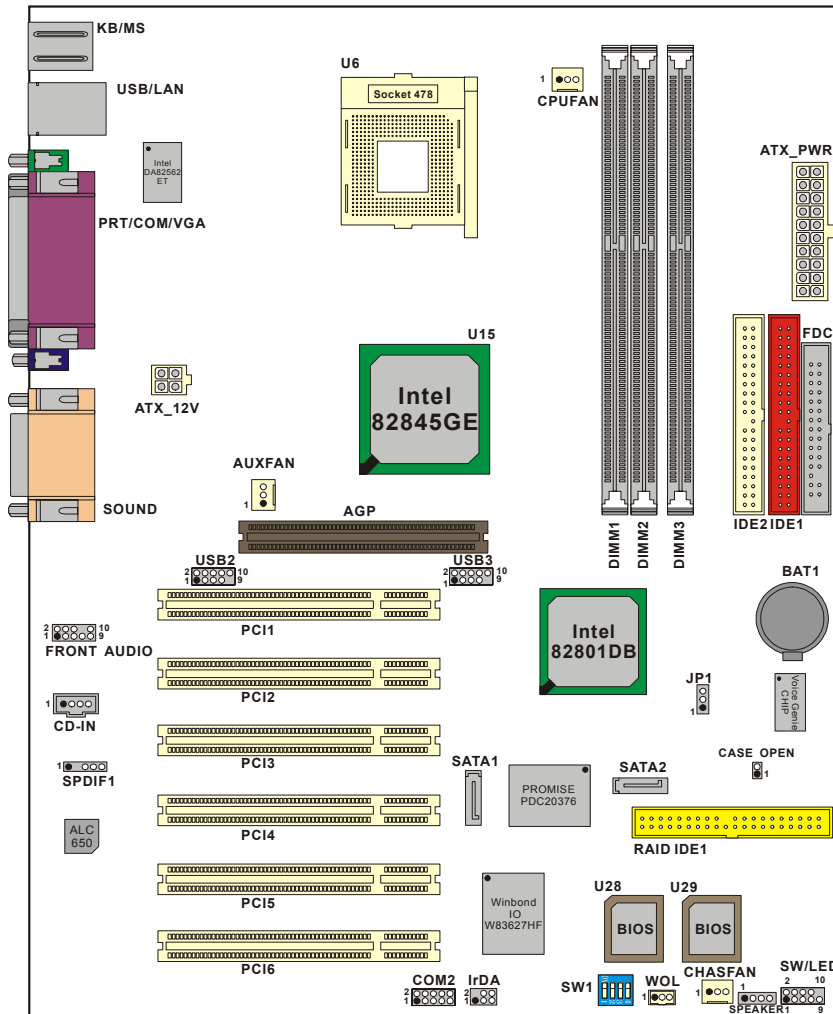 KB/MS
U6
Socket 478
1
CPUFAN
USB/LAN
Intel
DA82562
ET
ATX_PWR
PRT/COM/VGA
FDC
U15
Intel
82845GE
ATX_12V
AUXFAN
1
SOUND
AGP
IDE2
IDE1
DIMM1
DIMM2
DIMM3
USB2
2
1
10
9
USB3
2
1
10
9
BAT1
PCI1
Intel
82801DB
2
1
10
9
FRONT AUDIO
PCI2
JP1
1
Voice Genie
CHIP
1
CD-IN
PCI3
SATA1
SATA2
CASE OPEN
1
1
SPDIF1
PROMISE
PDC20376
ALC
650
PCI4
RAID IDE1
PCI5
Winbond
IO
W83627HF
U28
U29
BIOS
BIOS
PCI6
COM2
2
1
IrDA
2
1
SW1
WOL
1
CHASFAN
1
1
SPEAKER
SW/LED
2
10
1
9